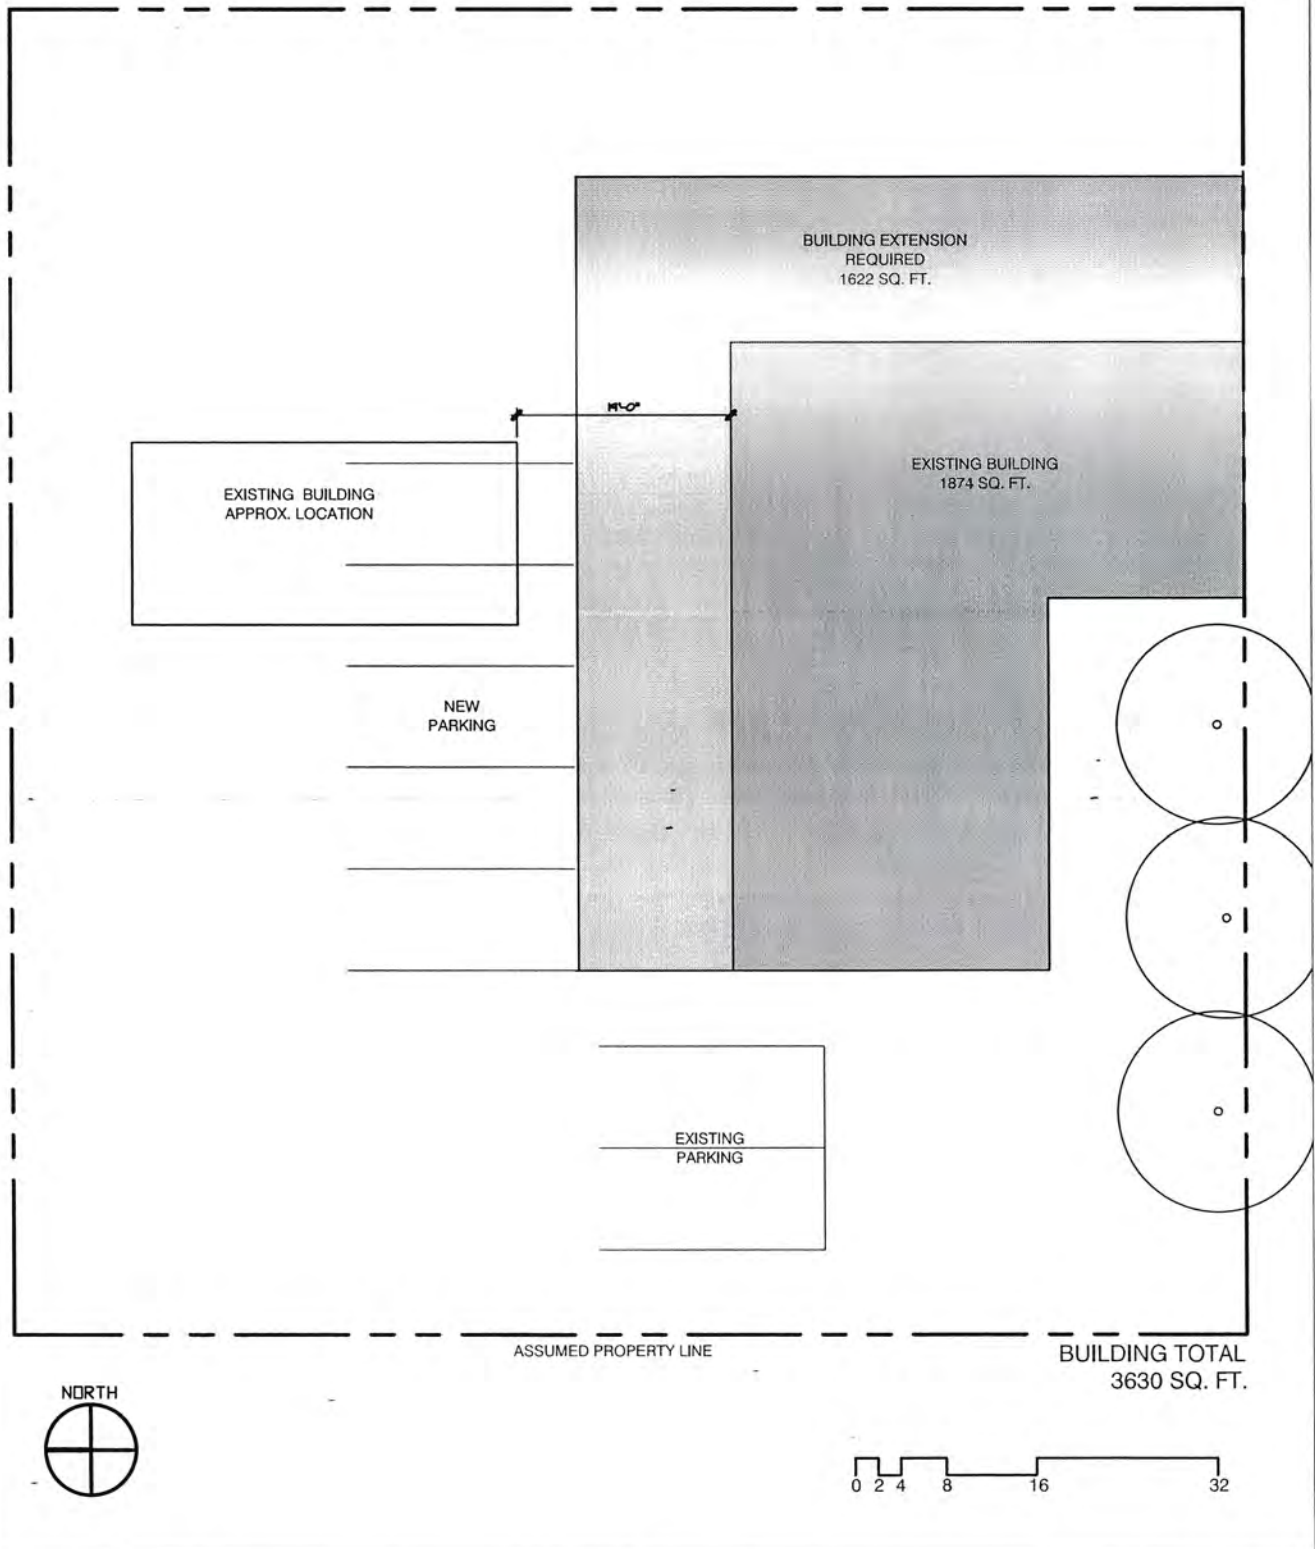 BUILDING EXTENSION
REQUIRED
1622 SQ. FT.
EXISTING BUILDING
1874 SQ. FT.
EXISTING BUILDING
APPROX. LOCATION
NEW
PARKING
EXISTING
PARKING
ASSUMED PROPERTY LINE
BUILDING TOTAL
3630 SQ. FT.
NORTH
0 2 4 8 16 32